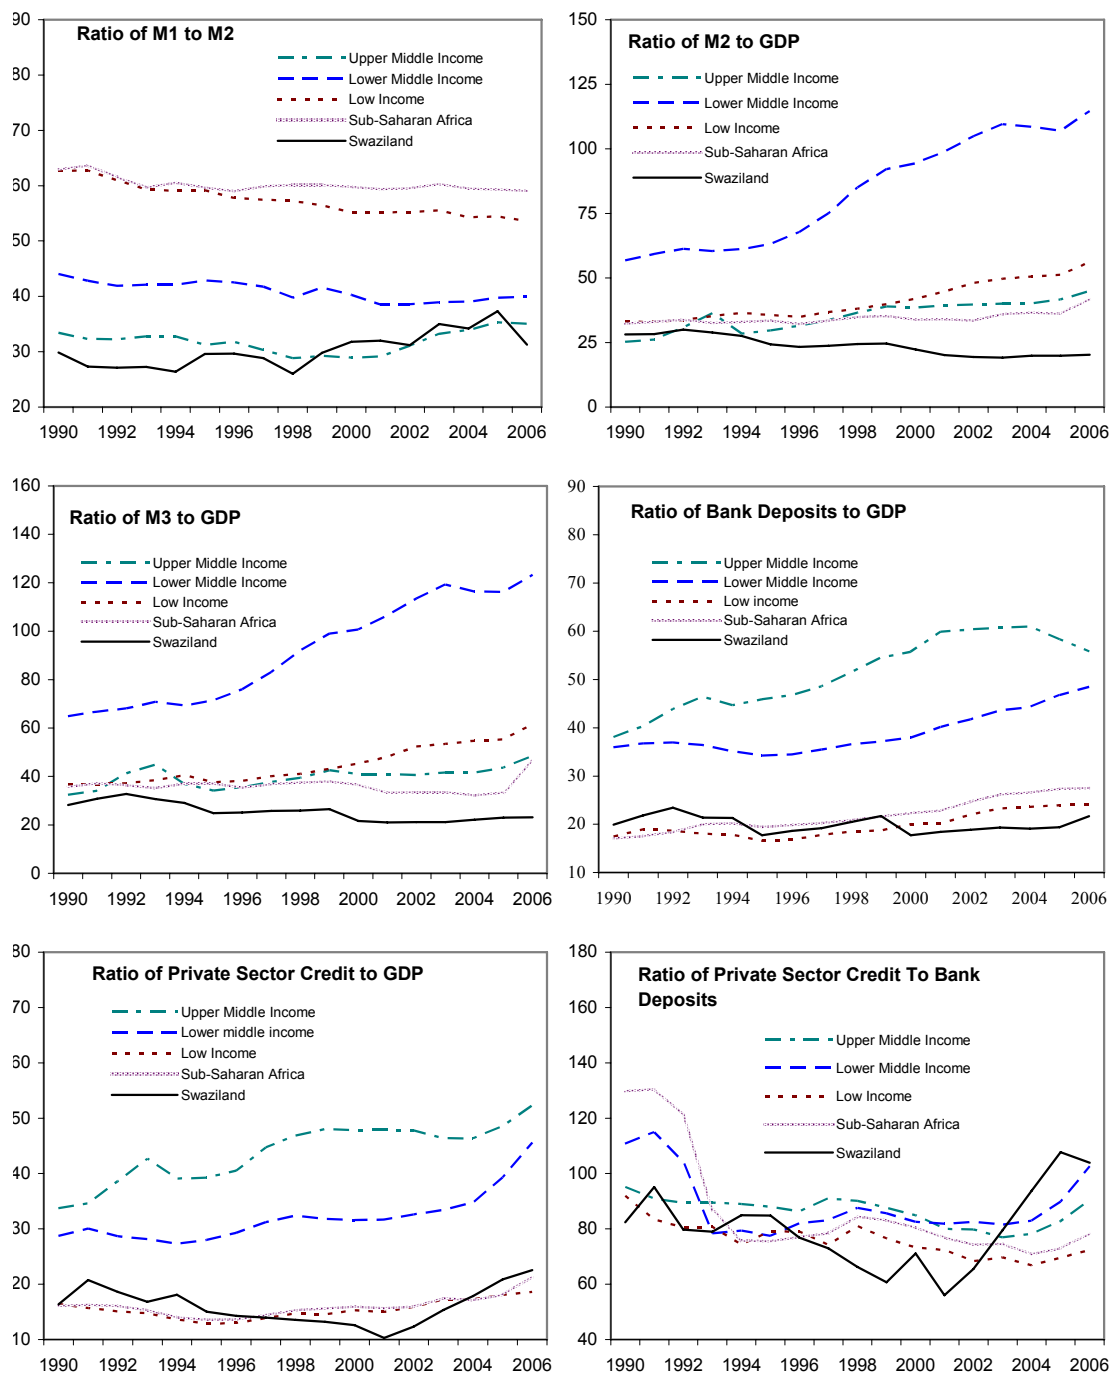 Ratio of M1 to M2
Upper Middle Income
Lower Middle Income
Low Income
Sub-Saharan Africa
Swaziland
90
80
70
60
50
40
30
20
1990 1992 1994 1996 1998 2000 2002 2004 2006
Ratio of M2 to GDP
Upper Middle Income
Lower Middle Income
Low Income
Sub-Saharan Africa
Swaziland
150
125
100
75
50
25
0
1990 1992 1994 1996 1998 2000 2002 2004 2006
Ratio of M3 to GDP
Upper Middle Income
Lower Middle Income
Low Income
Sub-Saharan Africa
Swaziland
160
140
120
100
80
60
40
20
0
1990 1992 1994 1996 1998 2000 2002 2004 2006
Ratio of Bank Deposits to GDP
Upper Middle Income
Lower Middle Income
Low income
Sub-Saharan Africa
Swaziland
90
80
70
60
50
40
30
20
10
1990 1992 1994 1996 1998 2000 2002 2004 2006
Ratio of Private Sector Credit to GDP
Upper Middle Income
Lower middle income
Low Income
Sub-Saharan Africa
Swaziland
80
70
60
50
40
30
20
10
1990 1992 1994 1996 1998 2000 2002 2004 2006
Ratio of Private Sector Credit To Bank
Deposits
Upper Middle Income
Lower Middle Income
Low Income
Sub-Saharan Africa
Swaziland
180
160
140
120
100
80
60
40
1990 1992 1994 1996 1998 2000 2002 2004 2006